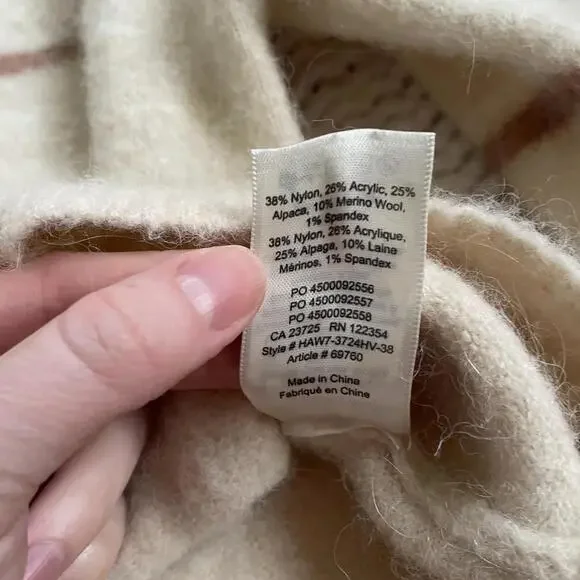 38% Nylon, 26% Acrylic, 25%
Alpaca, 10% Merino Wool,
1% Spandex
38% Nylon, 26% Acrylique,
25% Alpaga, 10% Laine
Mérinos, 1% Spandex
PO 4500092556
PO 4500092557
PO 4500092558
CA 23725 RN 122354
Style # HAW7-3724HV-38
Article # 69760
Made in China
Fabriqué en Chine